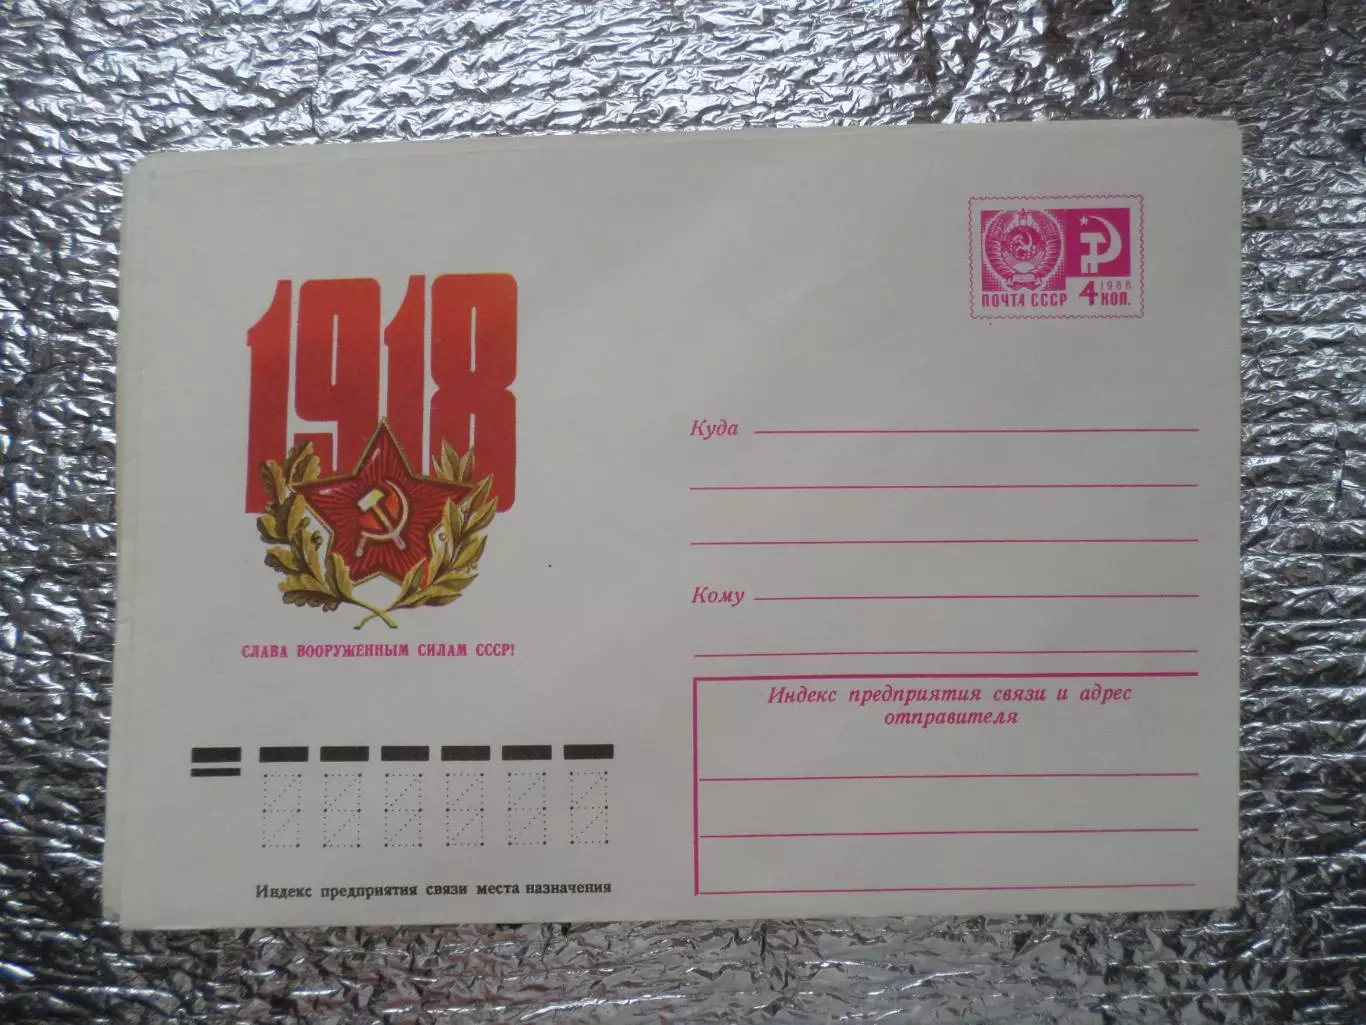 1918
СЛАВА ВООРУЖЕННЫМ СИЛАМ СССР!
ПОЧТА СССР 4 1966 КОП.
Куда
Кому
Индекс предприятия связи и адрес
отправителя
Индекс предприятия связи места назначения